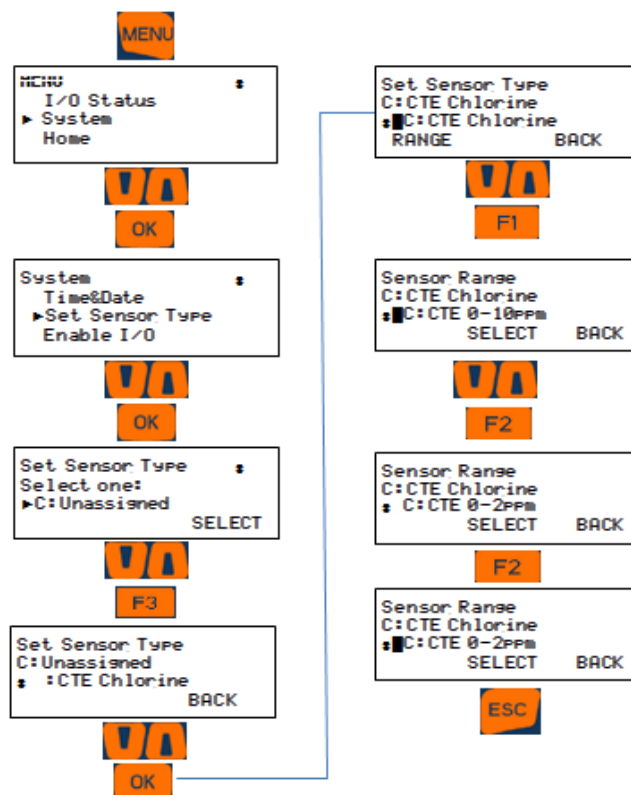 MENU
MENU
I/O Status
System
Home
OK
System
Time&Date
Set Sensor Type
Enable I/O
OK
Set Sensor Type
Select one:
C:Unassigned
SELECT
F3
Set Sensor Type
C:Unassigned
:CTE Chlorine
BACK
OK
Set Sensor Type
C:CTE Chlorine
C:CTE Chlorine
RANGE BACK
F1
Sensor Range
C:CTE Chlorine
C:CTE 0-10ppm
SELECT BACK
F2
Sensor Range
C:CTE Chlorine
C:CTE 0-2ppm
SELECT BACK
F2
Sensor Range
C:CTE Chlorine
C:CTE 0-2ppm
SELECT BACK
ESC